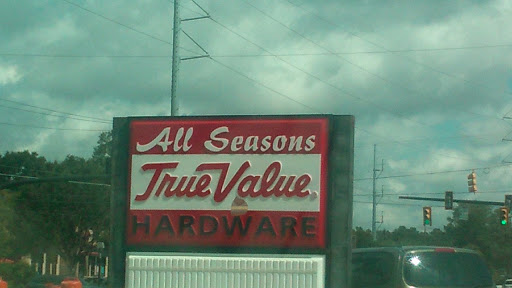 All Seasons
True Value.
HARDWARE